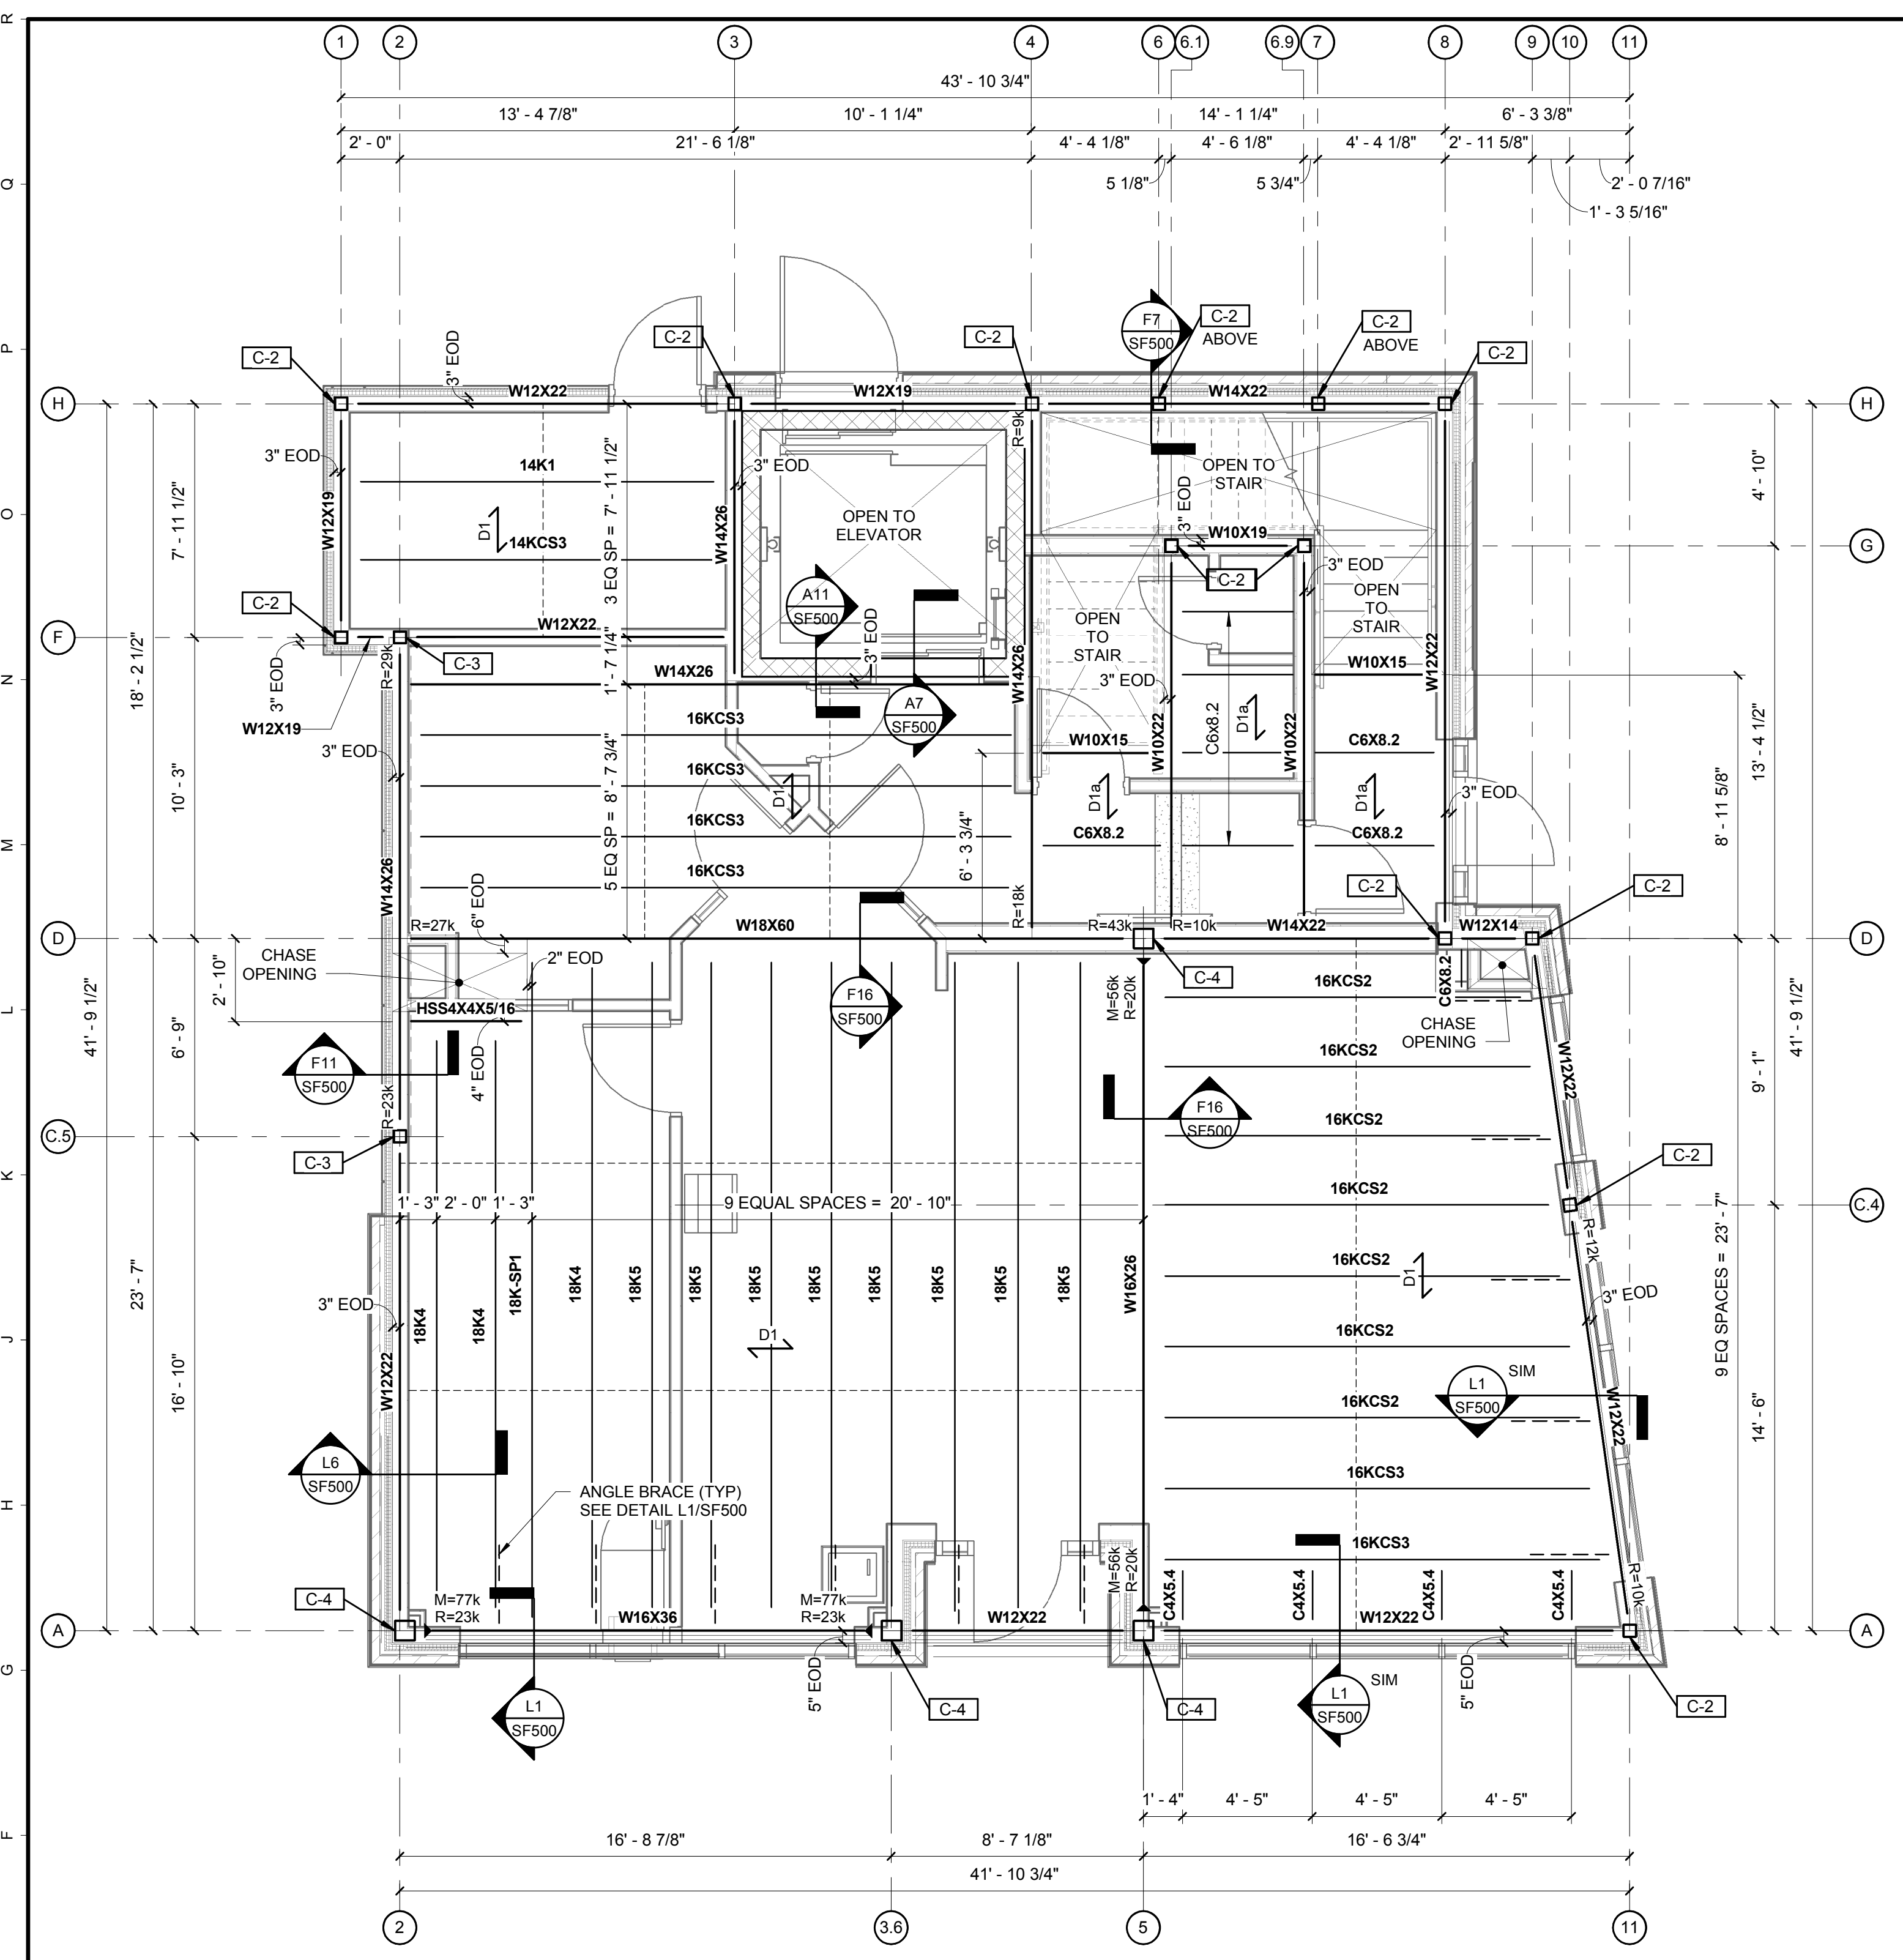 R
Q
P
O
N
M
L
K
J
H
G
F
1
2
3
4
6
6.1
6.9
7
8
9
10
11
43' - 10 3/4"
13' - 4 7/8"
10' - 1 1/4"
14' - 1 1/4"
6' - 3 3/8"
2' - 0"
21' - 6 1/8"
4' - 4 1/8"
4' - 6 1/8"
4' - 4 1/8"
2' - 11 5/8"
5 1/8"
5 3/4"
2' - 0 7/16"
1' - 3 5/16"
C-2
3" EOD
C-2
C-2
F7
SF500
C-2
ABOVE
C-2
ABOVE
C-2
H
W12X22
W12X19
W14X22
H
3" EOD
14K1
3" EOD
R=9k
OPEN TO
STAIR
4' - 10"
W12X19
D1
14KCS3
3 EQ SP = 7' - 11 1/2"
W14X26
OPEN TO
ELEVATOR
3" EOD
W10X19
G
7' - 11 1/2"
C-2
3" EOD
OPEN
TO
STAIR
C-2
A11
SF500
F
W12X22
C-3
3" EOD
OPEN
TO
STAIR
W10X15
W12X22
18' - 2 1/2"
3" EOD
R=29k
1' - 7 1/4"
W14X26
W14X26
3" EOD
W12X19
16KCS3
A7
SF500
W10X22
C6x8.2
D1a
W10X22
13' - 4 1/2"
3" EOD
W10X15
C6X8.2
10' - 3"
16KCS3
D1
5 EQ SP = 8' - 7 3/4"
16KCS3
D1a
C6X8.2
D1a
C6X8.2
3" EOD
8' - 11 5/8"
6' - 3 3/4"
W14X26
16KCS3
R=18k
C-2
C-2
6" EOD
R=27k
W18X60
R=43k
R=10k
W14X22
W12X14
D
D
CHASE
OPENING
2" EOD
C-4
16KCS2
C6X8.2
2' - 10"
HSS4X4X5/16
F16
SF500
M=56k
R=20k
CHASE
OPENING
41' - 9 1/2"
41' - 9 1/2"
6' - 9"
F11
SF500
4" EOD
16KCS2
W12X22
9' - 1"
R=23k
F16
SF500
16KCS2
C.5
C-3
C-2
1' - 3"
2' - 0"
1' - 3"
9 EQUAL SPACES = 20' - 10"
16KCS2
C.4
R=12k
23' - 7"
3" EOD
18K4
18K4
18K-SP1
18K4
18K5
18K5
18K5
18K5
18K5
18K5
18K5
18K5
W16X26
16KCS2
D1
3" EOD
9 EQ SPACES = 23' - 7"
D1
16KCS2
16' - 10"
W12X22
16KCS2
L1
SF500
SIM
W12X22
14' - 6"
L6
SF500
ANGLE BRACE (TYP)
SEE DETAIL L1/SF500
16KCS3
16KCS3
M=56k
R=20k
C-4
M=77k
R=23k
W16X36
M=77k
R=23k
W12X22
C4X5.4
C4X5.4
W12X22
C4X5.4
C4X5.4
R=10k
A
A
5" EOD
5" EOD
L1
SF500
C-4
C-4
L1
SF500
SIM
C-2
1' - 4"
4' - 5"
4' - 5"
4' - 5"
16' - 8 7/8"
8' - 7 1/8"
16' - 6 3/4"
41' - 10 3/4"
2
3.6
5
11